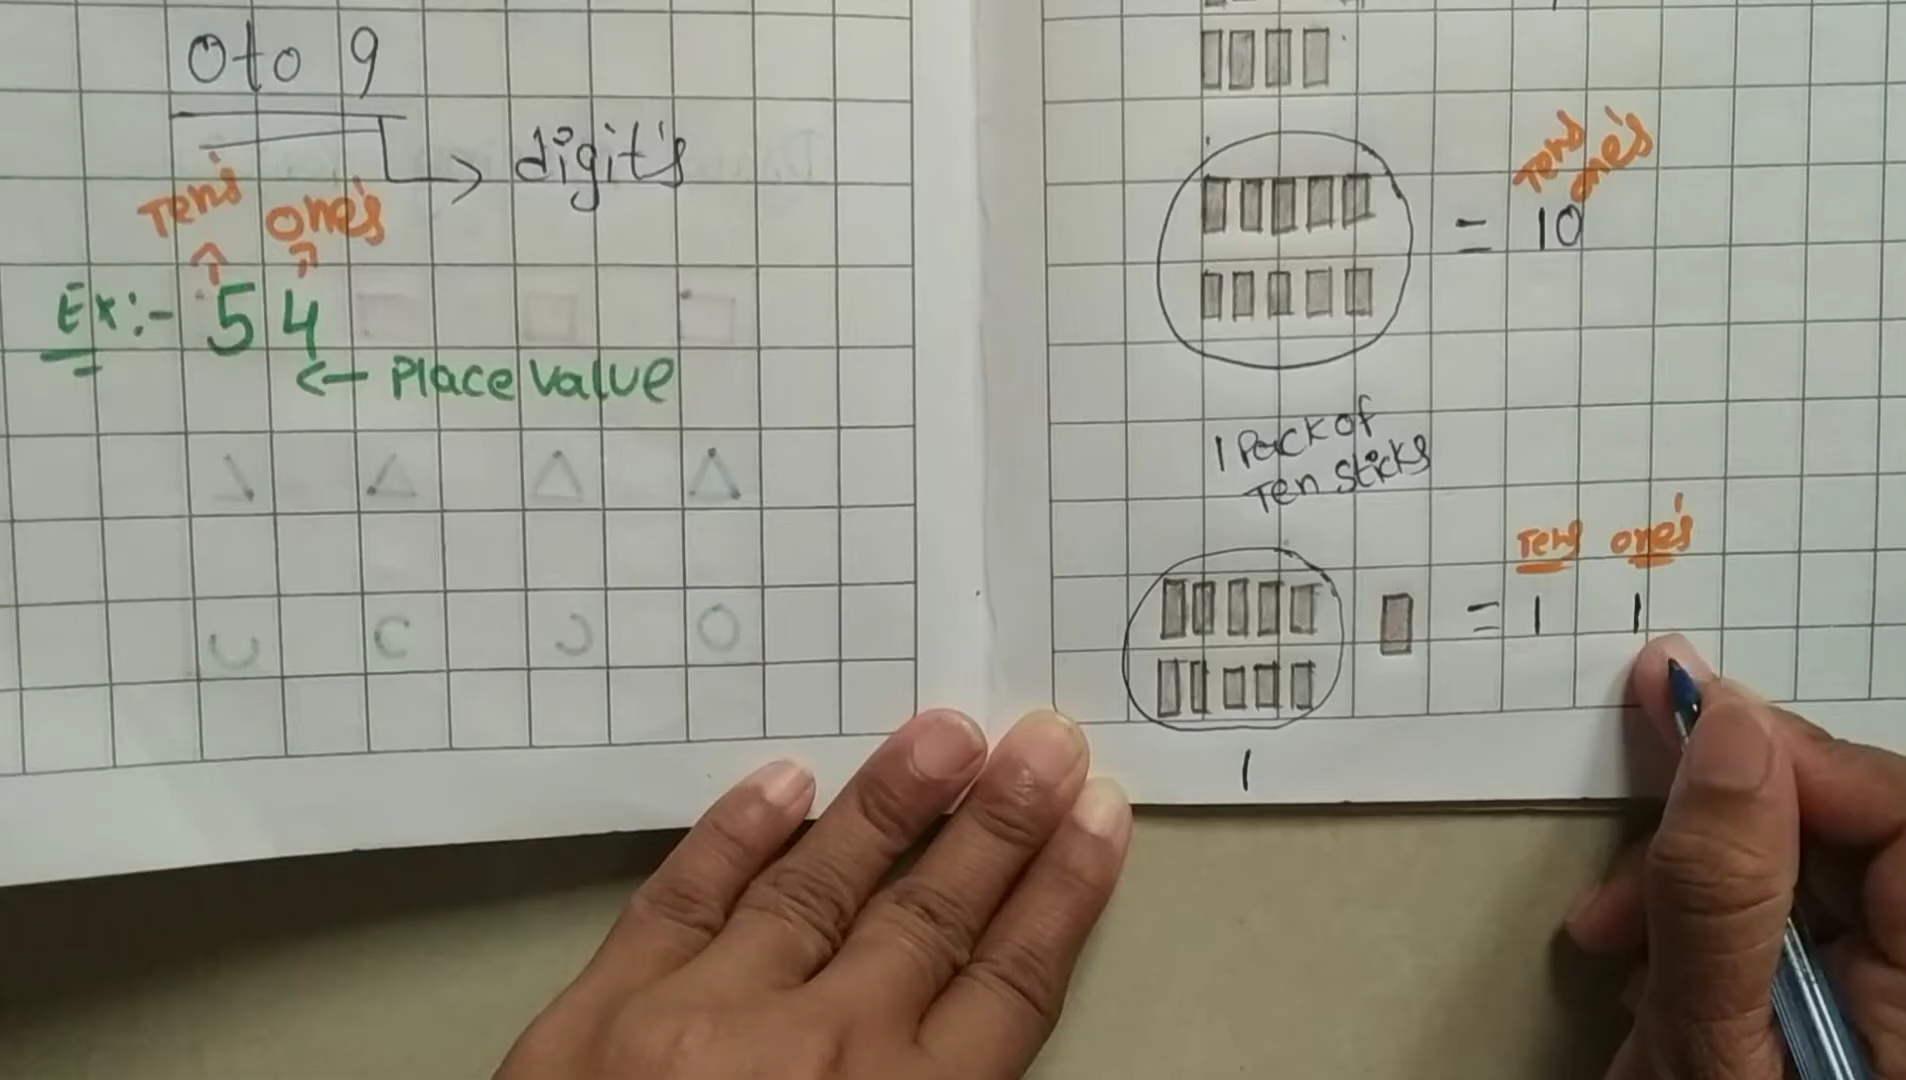 0 to 9
digit's
Tens one's
Ex:- 54
<- Place value
Tens one's
= 10
1 Pack of
Ten sticks
Tens one's
= 1 1
1